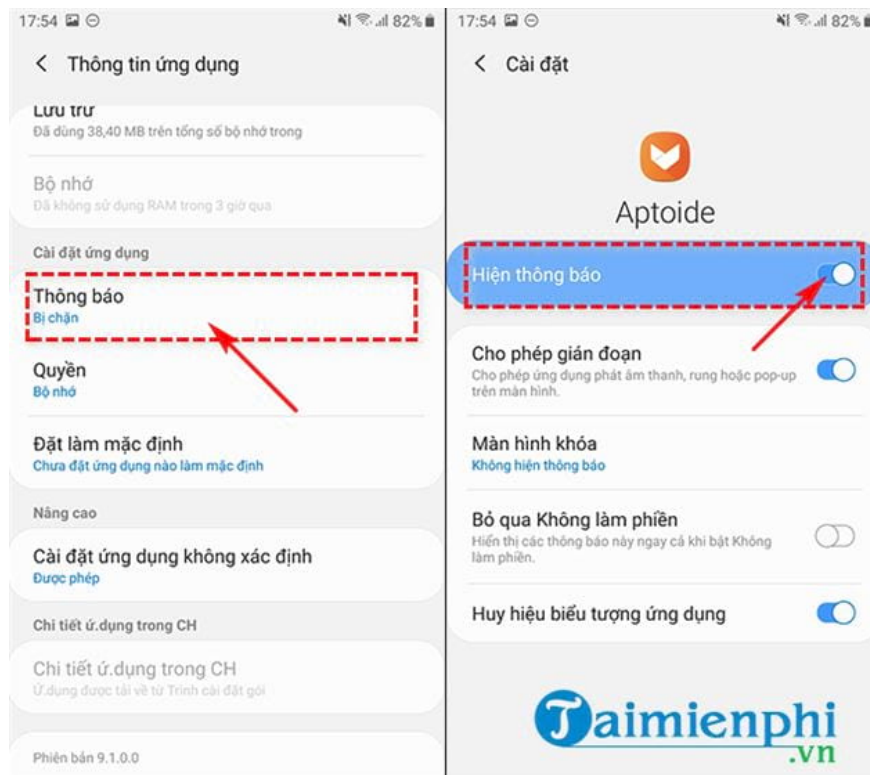 17:54
82%
Thông tin ứng dụng
Lưu trữ
Đã dùng 38,40 MB trên tổng số bộ nhớ trong
Bộ nhớ
Đã không sử dụng RAM trong 3 giờ qua
Cài đặt ứng dụng
Thông báo
Bị chặn
Quyền
Bộ nhớ
Đặt làm mặc định
Chưa đặt ứng dụng nào làm mặc định
Nâng cao
Cài đặt ứng dụng không xác định
Được phép
Chi tiết ứ.dụng trong CH
Chi tiết ứ.dụng trong CH
Ứ.dụng được tải về từ Trình cài đặt gói
Phiên bản 9.1.0.0
17:54
82%
Cài đặt
Aptoide
Hiện thông báo
Cho phép gián đoạn
Cho phép ứng dụng phát âm thanh, rung hoặc pop-up
trên màn hình.
Màn hình khóa
Không hiện thông báo
Bỏ qua Không làm phiền
Hiển thị các thông báo này ngay cả khi bật Không
làm phiền.
Huy hiệu biểu tượng ứng dụng
Taimienphi
.vn